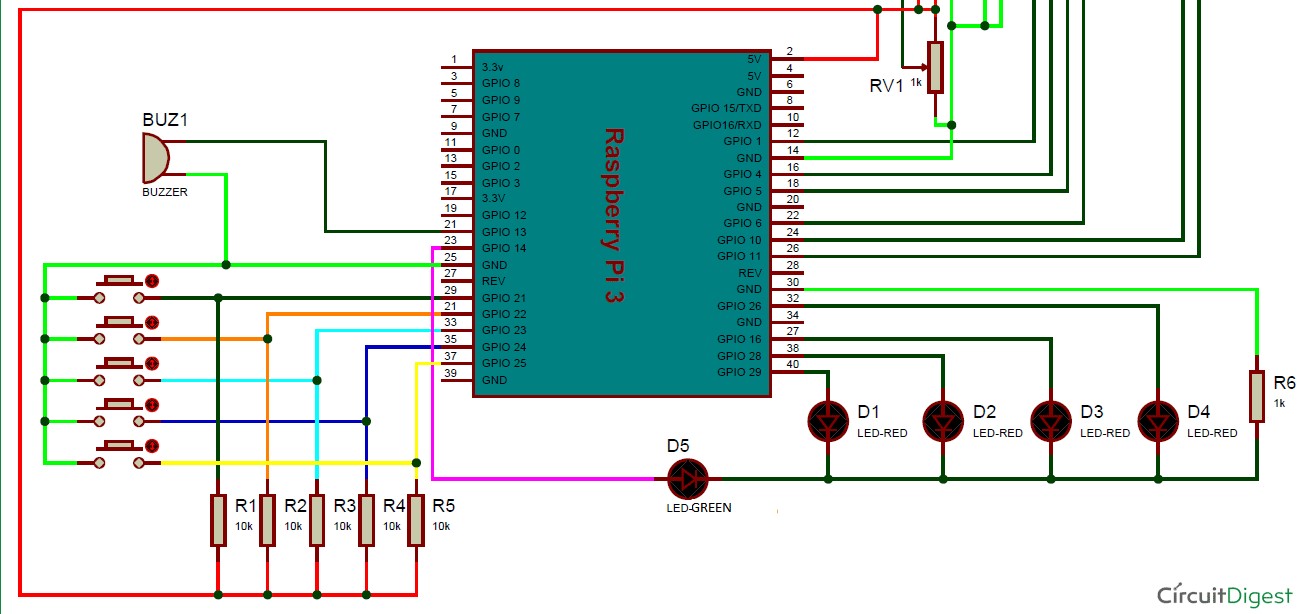 BUZ1
BUZZER
Raspberry Pi 3
1 3.3v
3 GPIO 8
5 GPIO 9
7 GPIO 7
9 GND
11 GPIO 0
13 GPIO 2
15 GPIO 3
17 3.3V
19 GPIO 12
21 GPIO 13
23 GPIO 14
25 GND
27 REV
29 GPIO 21
21 GPIO 22
33 GPIO 23
35 GPIO 24
37 GPIO 25
39 GND
5V 2
5V 4
GND 6
GPIO 15/TXD 8
GPIO16/RXD 10
GPIO 1 12
GND 14
GPIO 4 16
GPIO 5 18
GND 20
GPIO 6 22
GPIO 10 24
GPIO 11 26
REV 28
GND 30
GPIO 26 32
GND 34
GPIO 16 27
GPIO 28 38
GPIO 29 40
RV1 1k
R6
1k
D1
LED-RED
D2
LED-RED
D3
LED-RED
D4
LED-RED
D5
LED-GREEN
R1
10k
R2
10k
R3
10k
R4
10k
R5
10k
CircuitDigest